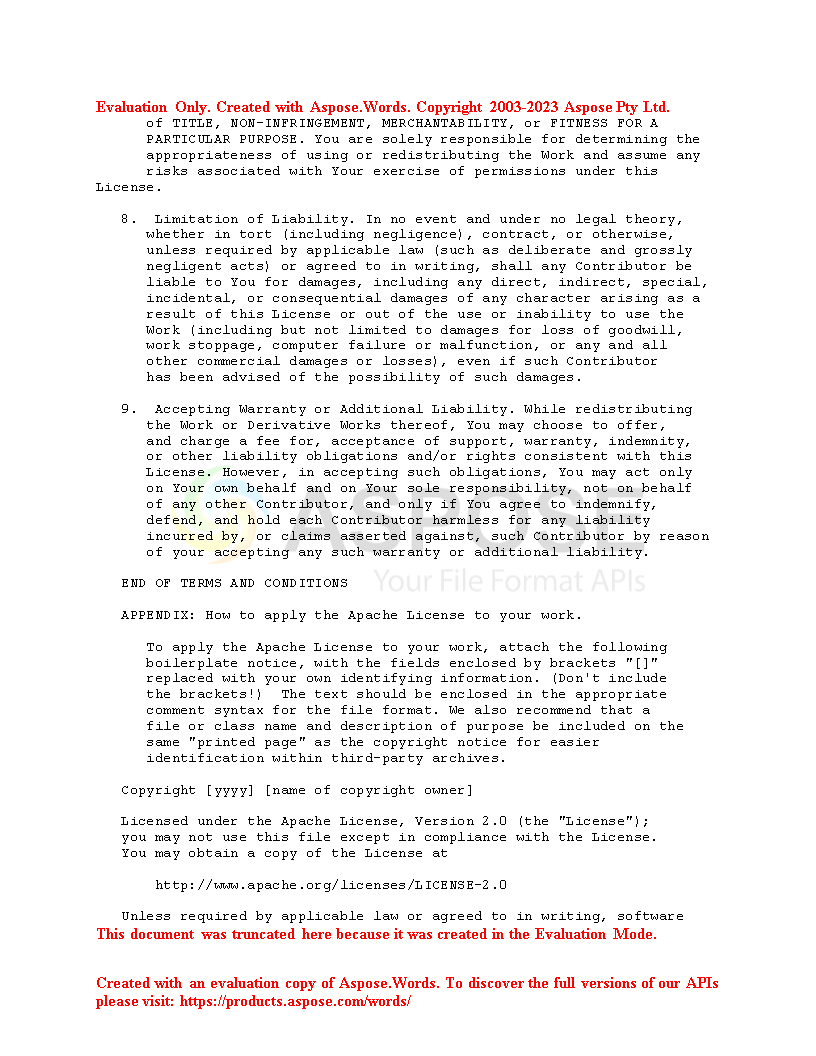 Evaluation Only. Created with Aspose.Words. Copyright 2003-2023 Aspose Pty Ltd.
of TITLE, NON-INFRINGEMENT, MERCHANTABILITY, or FITNESS FOR A
PARTICULAR PURPOSE. You are solely responsible for determining the
appropriateness of using or redistributing the Work and assume any
risks associated with Your exercise of permissions under this
License.
8.  Limitation of Liability. In no event and under no legal theory,
whether in tort (including negligence), contract, or otherwise,
unless required by applicable law (such as deliberate and grossly
negligent acts) or agreed to in writing, shall any Contributor be
liable to You for damages, including any direct, indirect, special,
incidental, or consequential damages of any character arising as a
result of this License or out of the use or inability to use the
Work (including but not limited to damages for loss of goodwill,
work stoppage, computer failure or malfunction, or any and all
other commercial damages or losses), even if such Contributor
has been advised of the possibility of such damages.
9.  Accepting Warranty or Additional Liability. While redistributing
the Work or Derivative Works thereof, You may choose to offer,
and charge a fee for, acceptance of support, warranty, indemnity,
or other liability obligations and/or rights consistent with this
License. However, in accepting such obligations, You may act only
on Your own behalf and on Your sole responsibility, not on behalf
of any other Contributor, and only if You agree to indemnify,
defend, and hold each Contributor harmless for any liability
incurred by, or claims asserted against, such Contributor by reason
of your accepting any such warranty or additional liability.
ASPOSE
Your File Format APIs
END OF TERMS AND CONDITIONS
APPENDIX: How to apply the Apache License to your work.
To apply the Apache License to your work, attach the following
boilerplate notice, with the fields enclosed by brackets "[]"
replaced with your own identifying information. (Don't include
the brackets!)  The text should be enclosed in the appropriate
comment syntax for the file format. We also recommend that a
file or class name and description of purpose be included on the
same "printed page" as the copyright notice for easier
identification within third-party archives.
Copyright [yyyy] [name of copyright owner]
Licensed under the Apache License, Version 2.0 (the "License");
you may not use this file except in compliance with the License.
You may obtain a copy of the License at
http://www.apache.org/licenses/LICENSE-2.0
Unless required by applicable law or agreed to in writing, software
This document was truncated here because it was created in the Evaluation Mode.
Created with an evaluation copy of Aspose.Words. To discover the full versions of our APIs
please visit: https://products.aspose.com/words/